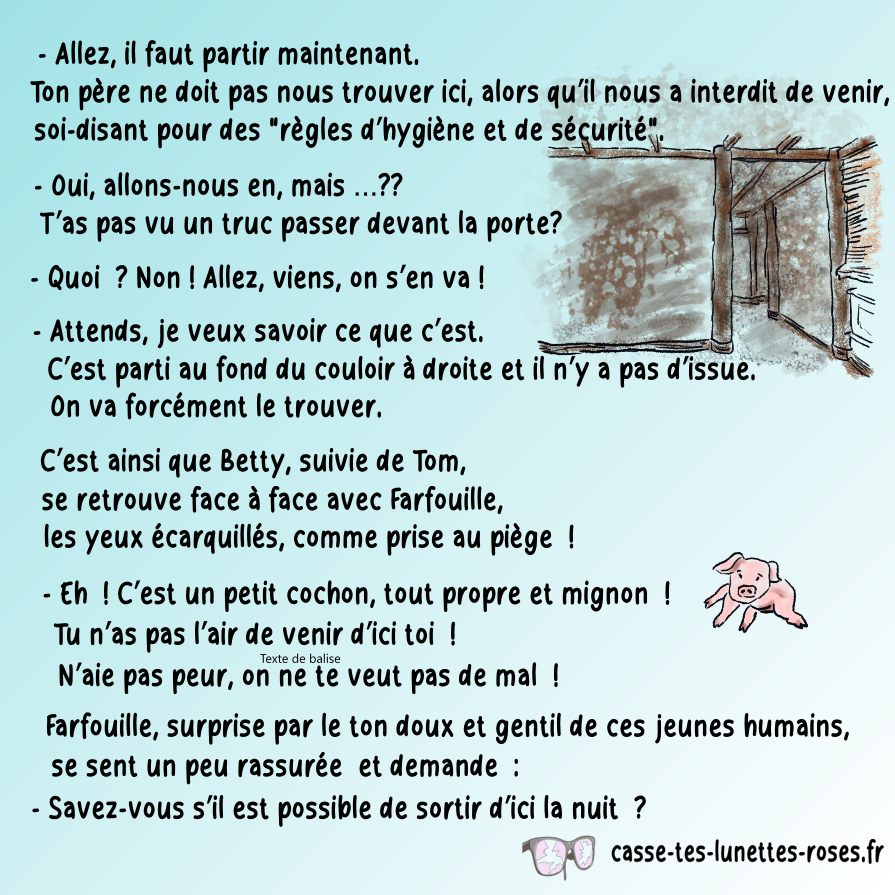 - Allez, il faut partir maintenant.
Ton père ne doit pas nous trouver ici, alors qu'il nous a interdit de venir,
soi-disant pour des "règles d'hygiène et de sécurité".
- Oui, allons-nous en, mais ...??
T'as pas vu un truc passer devant la porte?
- Quoi ? Non ! Allez, viens, on s'en va !
- Attends, je veux savoir ce que c'est.
C'est parti au fond du couloir à droite et il n'y a pas d'issue.
On va forcément le trouver.
C'est ainsi que Betty, suivie de Tom,
se retrouve face à face avec Farfouille,
les yeux écarquillés, comme prise au piège !
- Eh ! C'est un petit cochon, tout propre et mignon !
Tu n'as pas l'air de venir d'ici toi !
Texte de balise
N'aie pas peur, on ne te veut pas de mal !
Farfouille, surprise par le ton doux et gentil de ces jeunes humains,
se sent un peu rassurée et demande :
- Savez-vous s'il est possible de sortir d'ici la nuit ?
casse-tes-lunettes-roses.fr